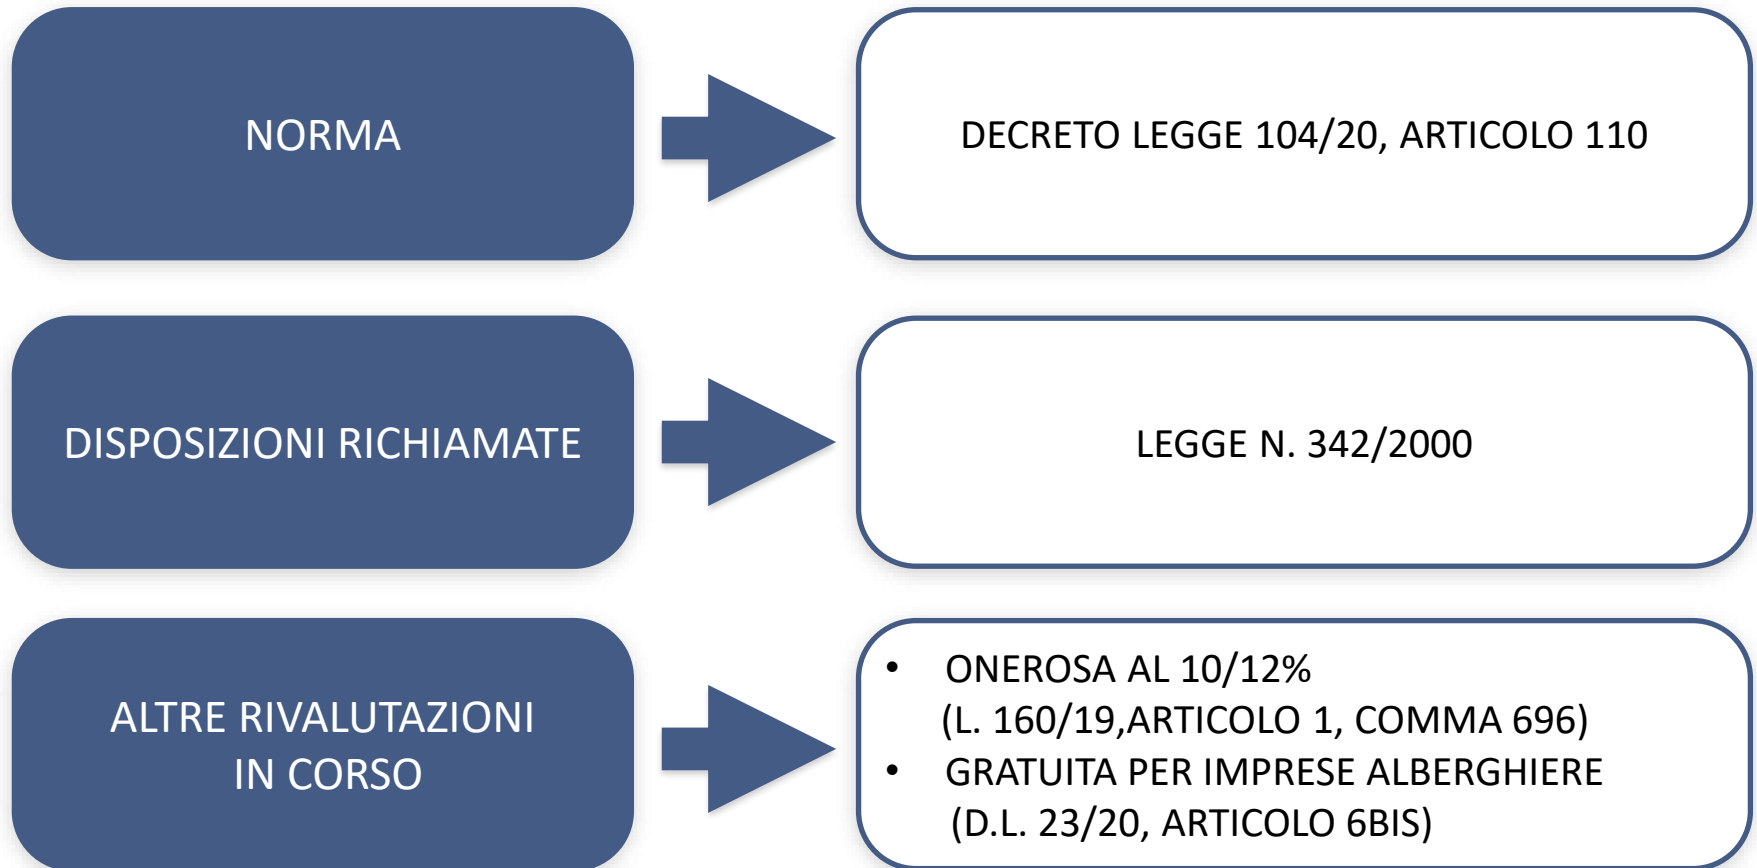 NORMA
DECRETO LEGGE 104/20, ARTICOLO 110
DISPOSIZIONI RICHIAMATE
LEGGE N. 342/2000
ALTRE RIVALUTAZIONI
IN CORSO
• ONEROSA AL 10/12%
(L. 160/19,ARTICOLO 1, COMMA 696)
• GRATUITA PER IMPRESE ALBERGHIERE
(D.L. 23/20, ARTICOLO 6BIS)